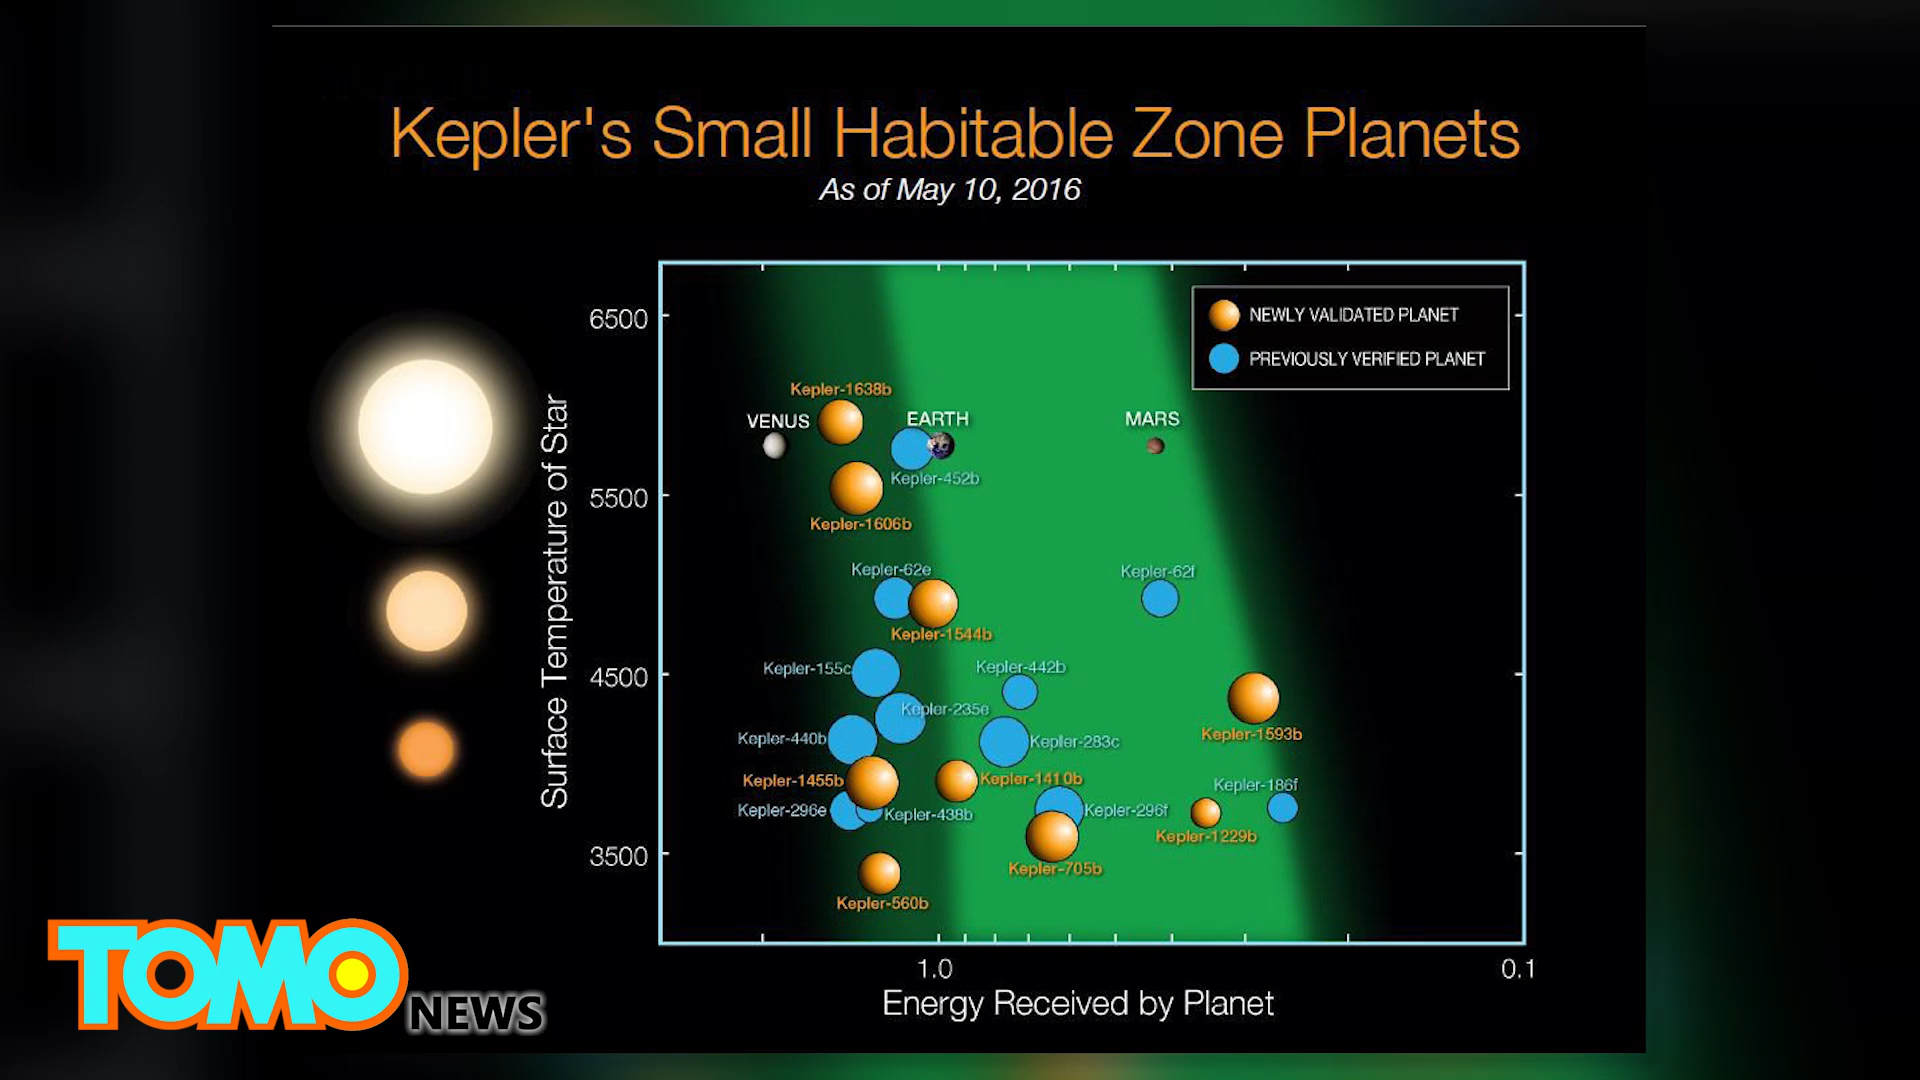 Kepler's Small Habitable Zone Planets
As of May 10, 2016
NEWLY VALIDATED PLANET
PREVIOUSLY VERIFIED PLANET
Surface Temperature of Star
6500
5500
4500
3500
Kepler-1638b
VENUS
EARTH
MARS
Kepler-452b
Kepler-1606b
Kepler-62e
Kepler-62f
Kepler-1544b
Kepler-155c
Kepler-442b
Kepler-235e
Kepler-1593b
Kepler-440b
Kepler-283c
Kepler-1455b
Kepler-1410b
Kepler-186f
Kepler-296e
Kepler-438b
Kepler-296f
Kepler-1229b
Kepler-705b
Kepler-560b
1.0
0.1
Energy Received by Planet
TOMO
NEWS